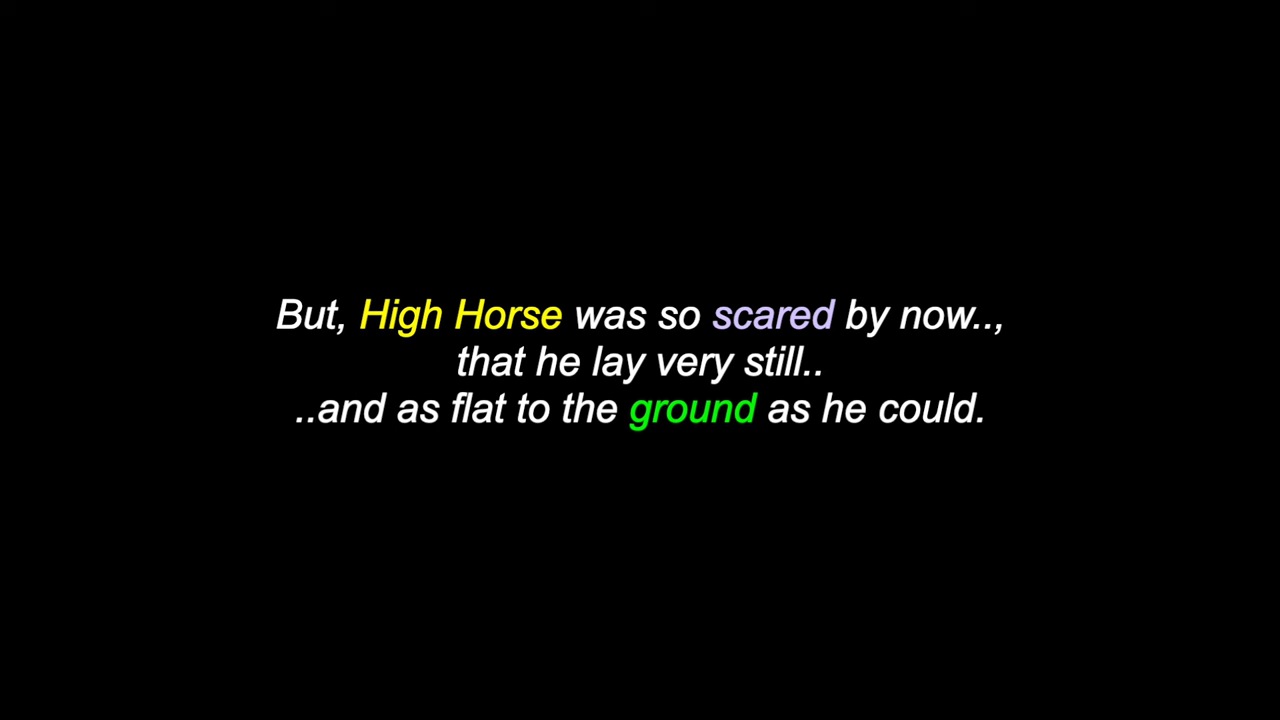 But, High Horse was so scared by now..,
that he lay very still..
..and as flat to the ground as he could.